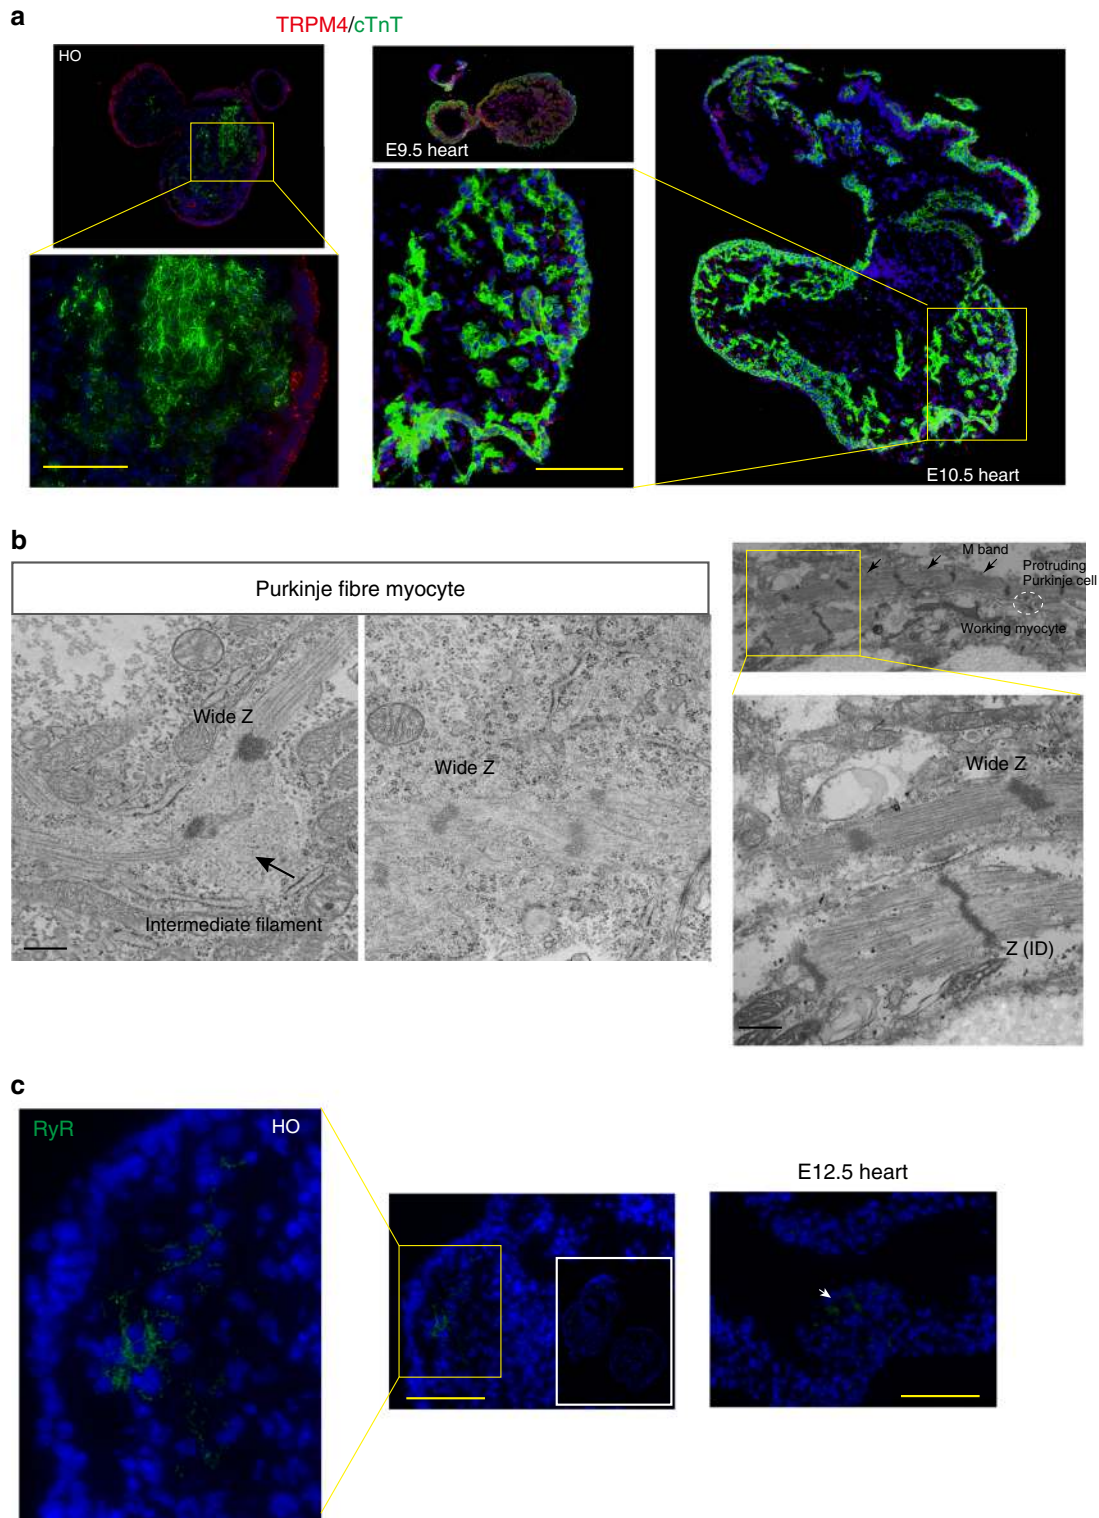 a
TRPM4/cTnT
HO
E9.5 heart
E10.5 heart
b
Purkinje fibre myocyte
Wide Z
Intermediate filament
Wide Z
M band
Protruding
Purkinje cell
Working myocyte
Wide Z
Z (ID)
c
RyR
HO
E12.5 heart